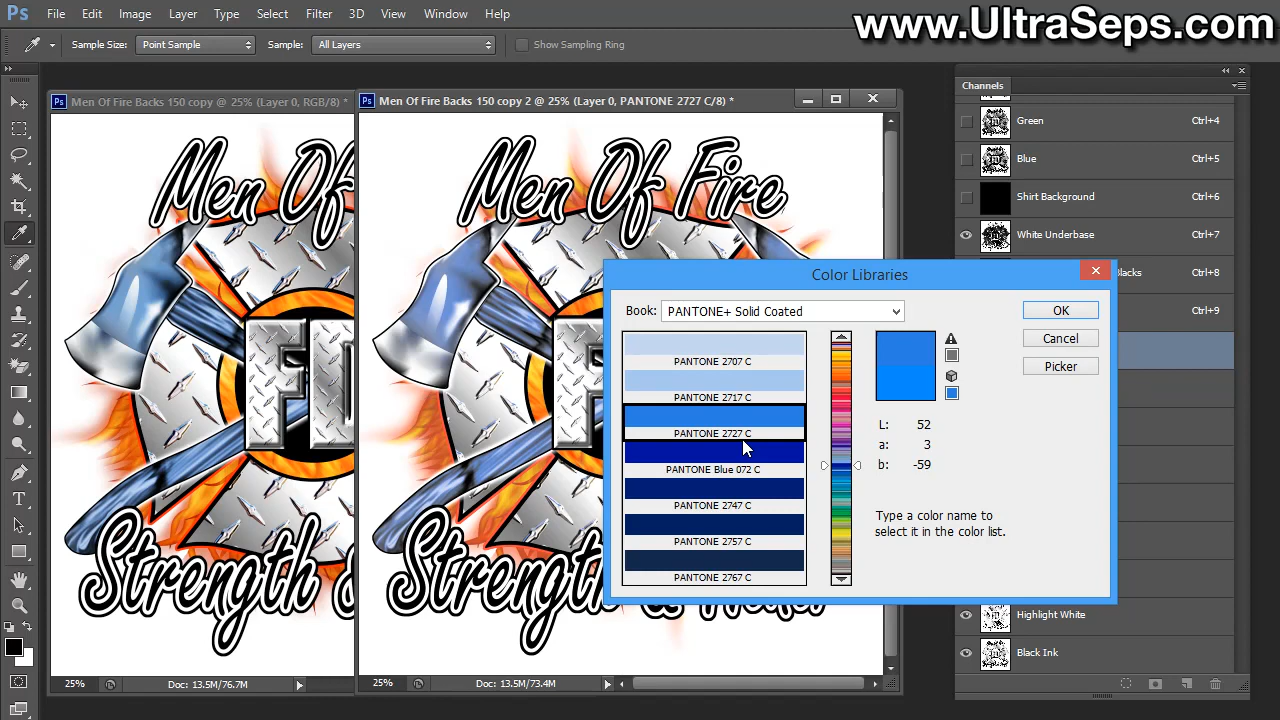 Ps File Edit Image Layer Type Select Filter 3D View Window Help
www.UltraSeps.com
Sample Size: Point Sample Sample: All Layers Show Sampling Ring
Ps Men Of Fire Backs 150 copy @ 25% (Layer 0, RGB/8) *
Ps Men Of Fire Backs 150 copy 2 @ 25% (Layer 0, PANTONE 2727 C/8) *
Men Of
FD
Strength &
25% Doc: 13.5M/76.7M
Men Of Fire
Strength &
25% Doc: 13.5M/73.4M
Channels
Green Ctrl+4
Blue Ctrl+5
Shirt Background Ctrl+6
White Underbase Ctrl+7
Blacks Ctrl+8
Ctrl+9
Highlight White
Black Ink
Color Libraries
Book: PANTONE+ Solid Coated
PANTONE 2707 C
PANTONE 2717 C
PANTONE 2727 C
PANTONE Blue 072 C
PANTONE 2747 C
PANTONE 2757 C
PANTONE 2767 C
L: 52
a: 3
b: -59
Type a color name to
select it in the color list.
OK
Cancel
Picker